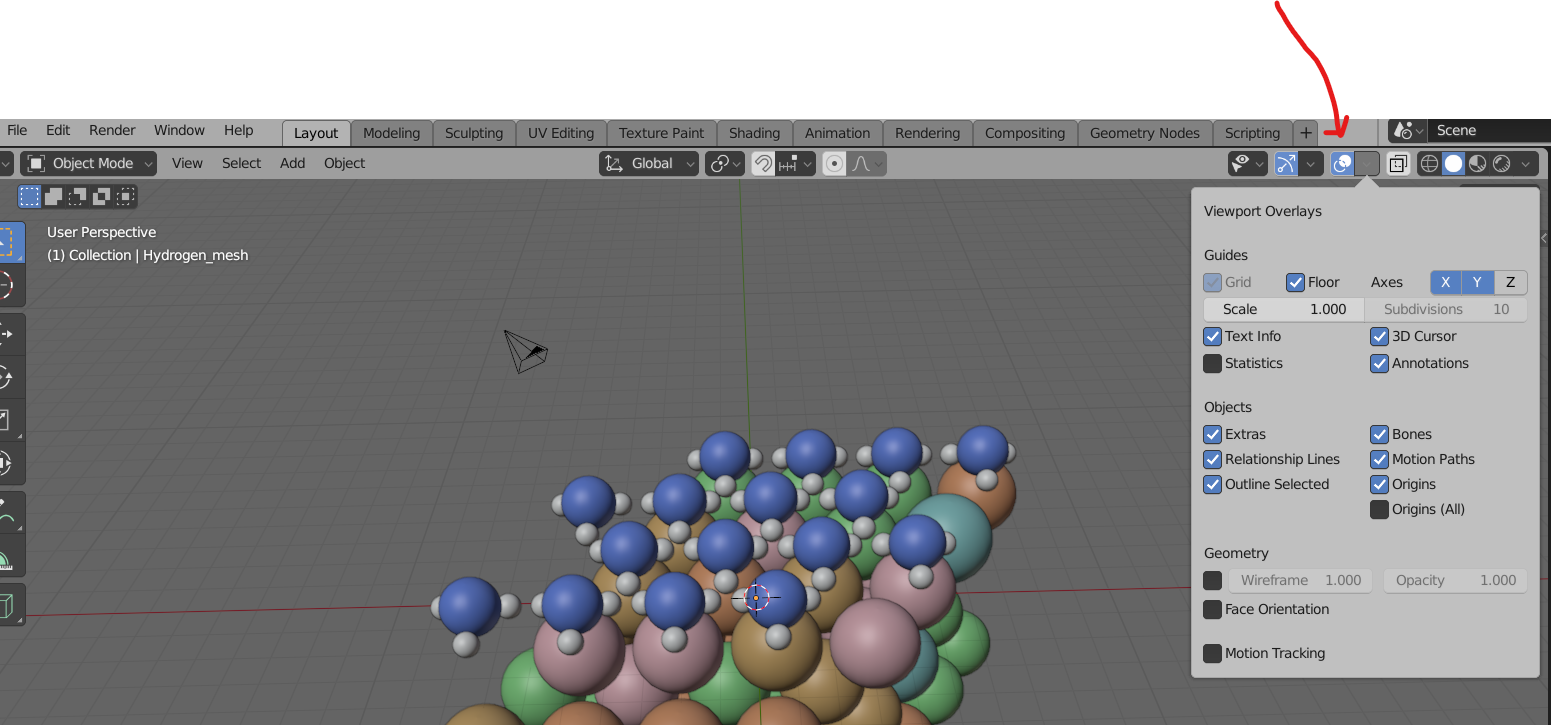 File Edit Render Window Help Layout Modeling Sculpting UV Editing Texture Paint Shading Animation Rendering Compositing Geometry Nodes Scripting + Scene
Object Mode View Select Add Object Global
User Perspective
(1) Collection | Hydrogen_mesh
Viewport Overlays
Guides
Grid Floor Axes X Y Z
Scale 1.000 Subdivisions 10
Text Info 3D Cursor
Statistics Annotations
Objects
Extras Bones
Relationship Lines Motion Paths
Outline Selected Origins
Origins (All)
Geometry
Wireframe 1.000 Opacity 1.000
Face Orientation
Motion Tracking